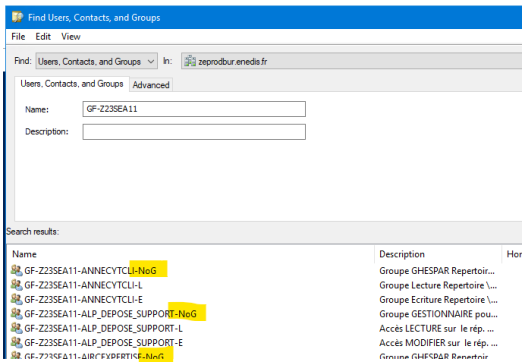 Find Users, Contacts, and Groups
File Edit View
Find: Users, Contacts, and Groups In: zeprodbur.enedis.fr
Users, Contacts, and Groups Advanced
Name: GF-Z23SEA11
Description:
Search results:
Name Description Hor
GF-Z23SEA11-ANNECYTCLI-NoG Groupe GHESPAR Repertoir...
GF-Z23SEA11-ANNECYTCLI-L Groupe Lecture Repertoire \...
GF-Z23SEA11-ANNECYTCLI-E Groupe Ecriture Repertoire \...
GF-Z23SEA11-ALP_DEPOSE_SUPPORT-NoG Groupe GESTIONNAIRE pou...
GF-Z23SEA11-ALP_DEPOSE_SUPPORT-L Accès LECTURE sur le rép. ...
GF-Z23SEA11-ALP_DEPOSE_SUPPORT-E Accès MODIFIER sur le rép. ...
GF-Z23SEA11-AIRCEXPERTISE-NoG Groupe GHESPAR Repertoir...